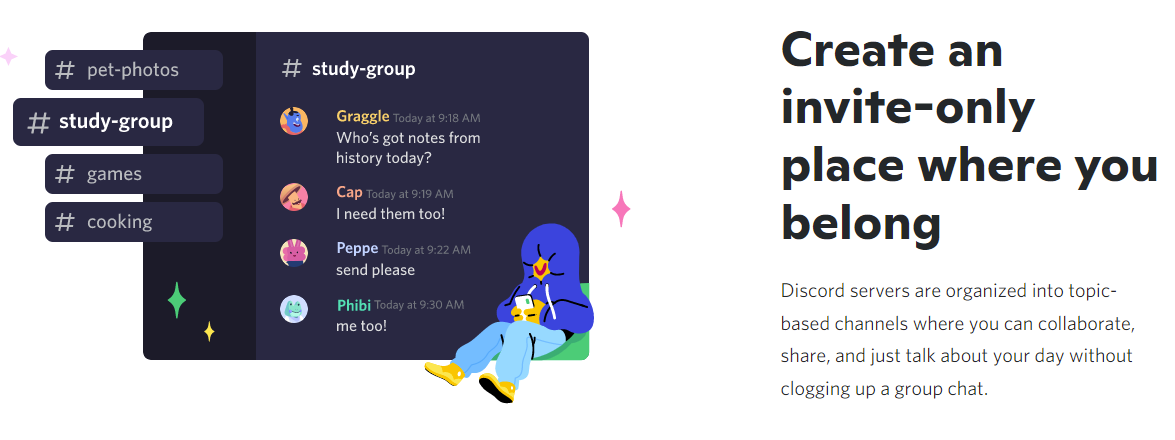 # pet-photos
# study-group
# games
# cooking
# study-group
Graggle Today at 9:18 AM
Who's got notes from
history today?
Cap Today at 9:19 AM
I need them too!
Peppe Today at 9:22 AM
send please
Phibi Today at 9:30 AM
me too!
Create an
invite-only
place where you
belong
Discord servers are organized into topic-
based channels where you can collaborate,
share, and just talk about your day without
clogging up a group chat.